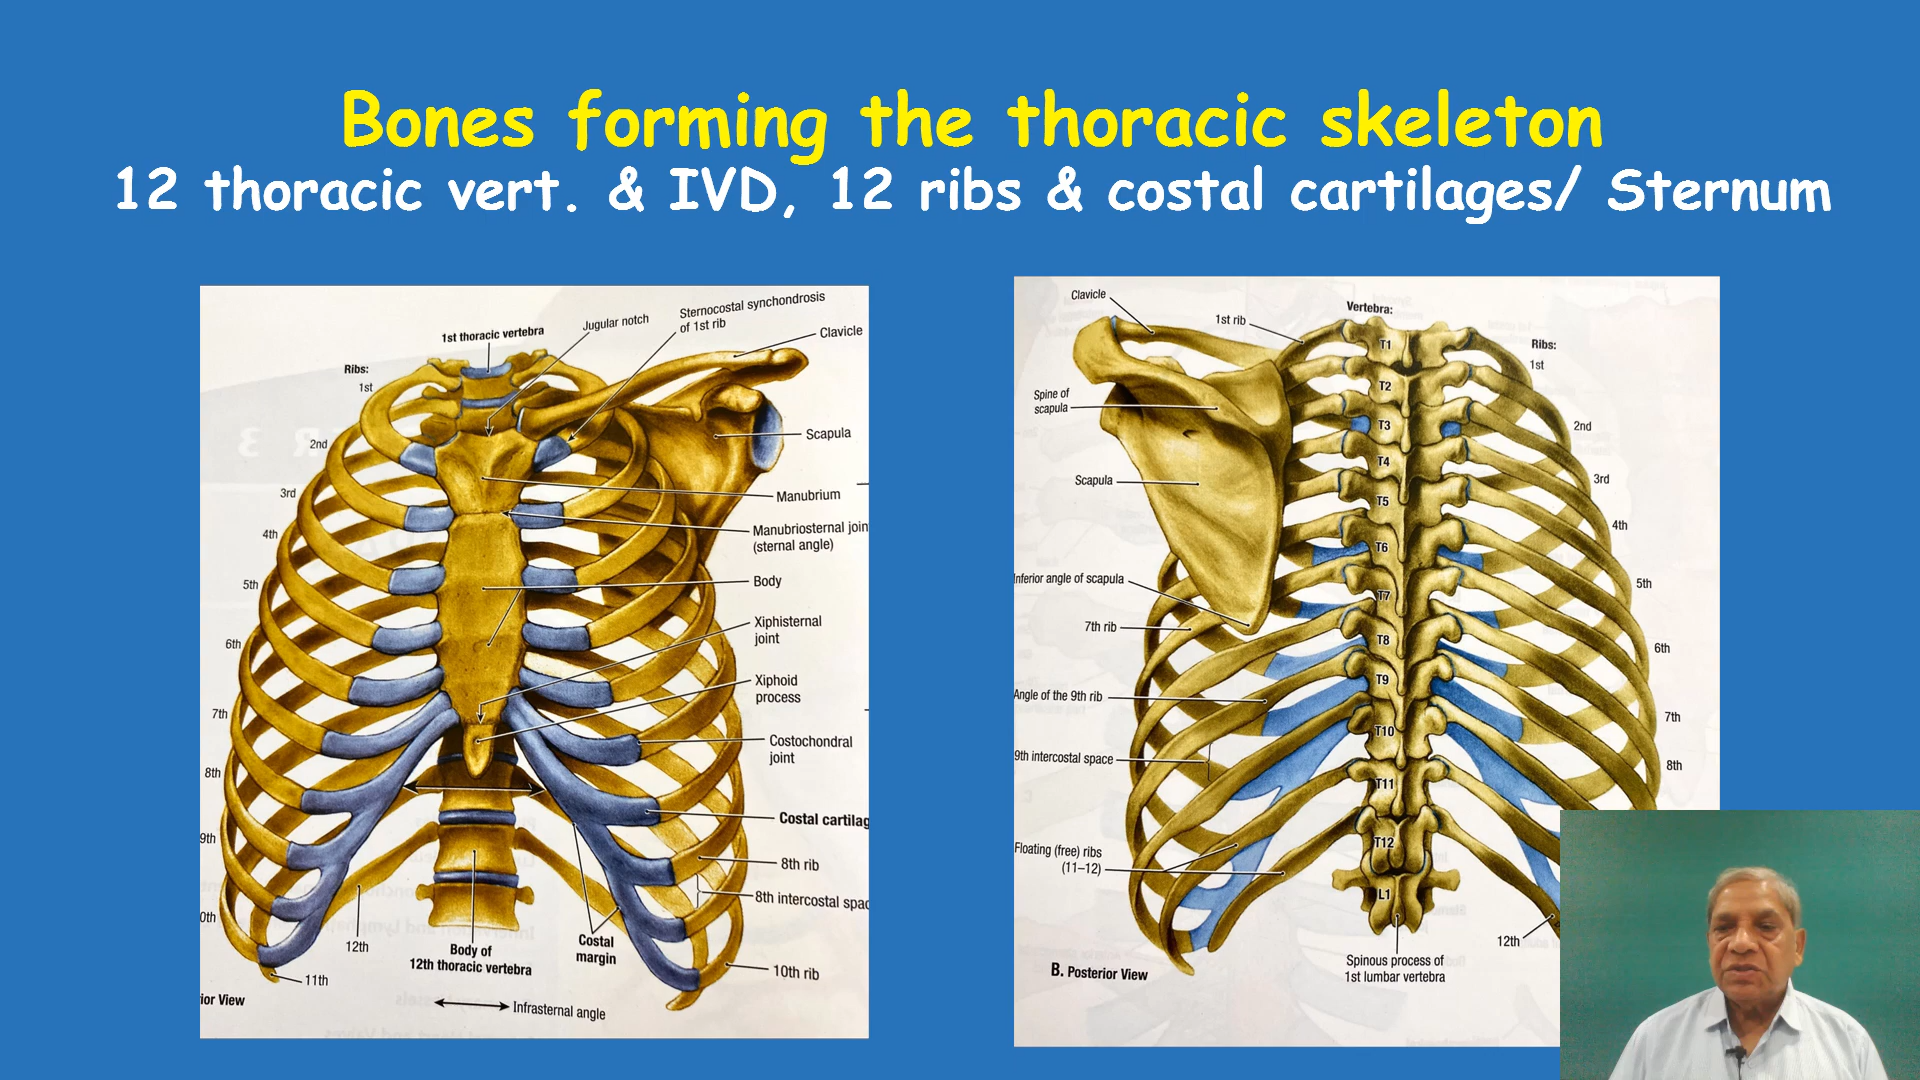 Bones forming the thoracic skeleton
12 thoracic vert. & IVD, 12 ribs & costal cartilages/ Sternum
1st thoracic vertebra
Jugular notch
Sternocostal synchondrosis
of 1st rib
Clavicle
Ribs:
1st
2nd
3rd
4th
5th
6th
7th
8th
9th
0th
11th
12th
Scapula
Manubrium
Manubriosternal join
(sternal angle)
Body
Xiphisternal
joint
Xiphoid
process
Costochondral
joint
Costal cartilag
8th rib
8th intercostal spac
10th rib
Costal
margin
Body of
12th thoracic vertebra
Infrasternal angle
ior View
Clavicle
1st rib
Vertebra:
Ribs:
1st
2nd
3rd
4th
5th
6th
7th
8th
12th
T1
T2
T3
T4
T5
T6
T7
T8
T9
T10
T11
T12
L1
Spine of
scapula
Scapula
Inferior angle of scapula
7th rib
Angle of the 9th rib
9th intercostal space
Floating (free) ribs
(11–12)
Spinous process of
1st lumbar vertebra
B. Posterior View